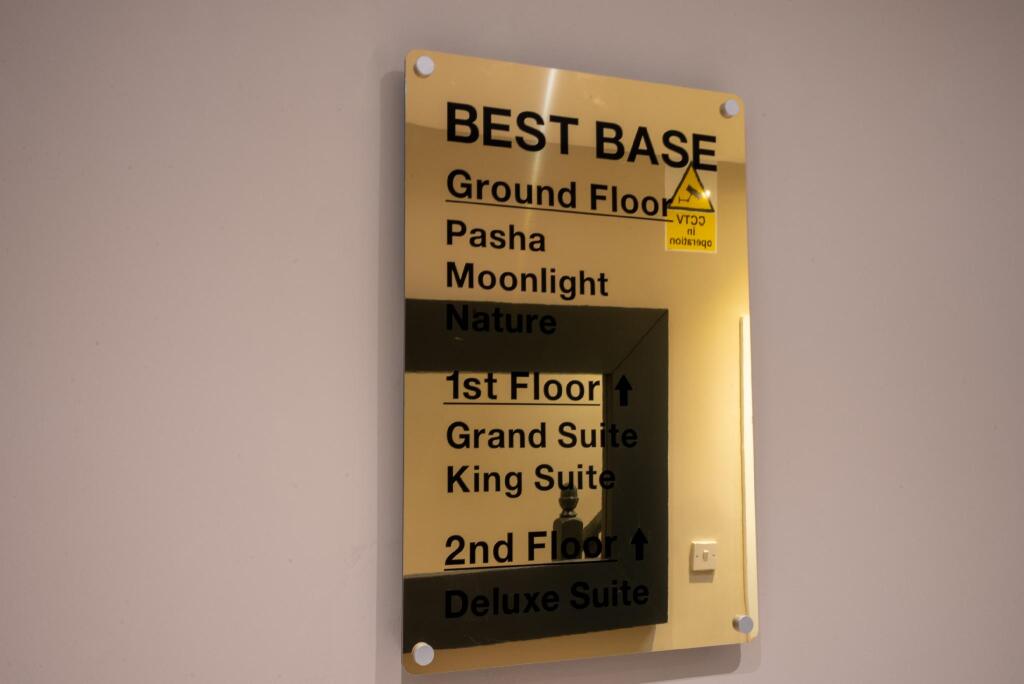 BEST BASE
Ground Floor
CCTV
in
operation
Pasha
Moonlight
Nature
1st Floor ↑
Grand Suite
King Suite
2nd Floor ↑
Deluxe Suite